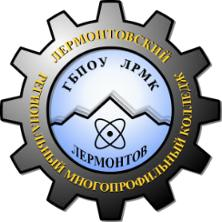 ЛЕРМОНТОВСКИЙ
РЕГИОНАЛЬНЫЙ МНОГОПРОФИЛЬНЫЙ КОЛЛЕДЖ
ГБПОУ ЛРМК
ЛЕРМОНТОВ